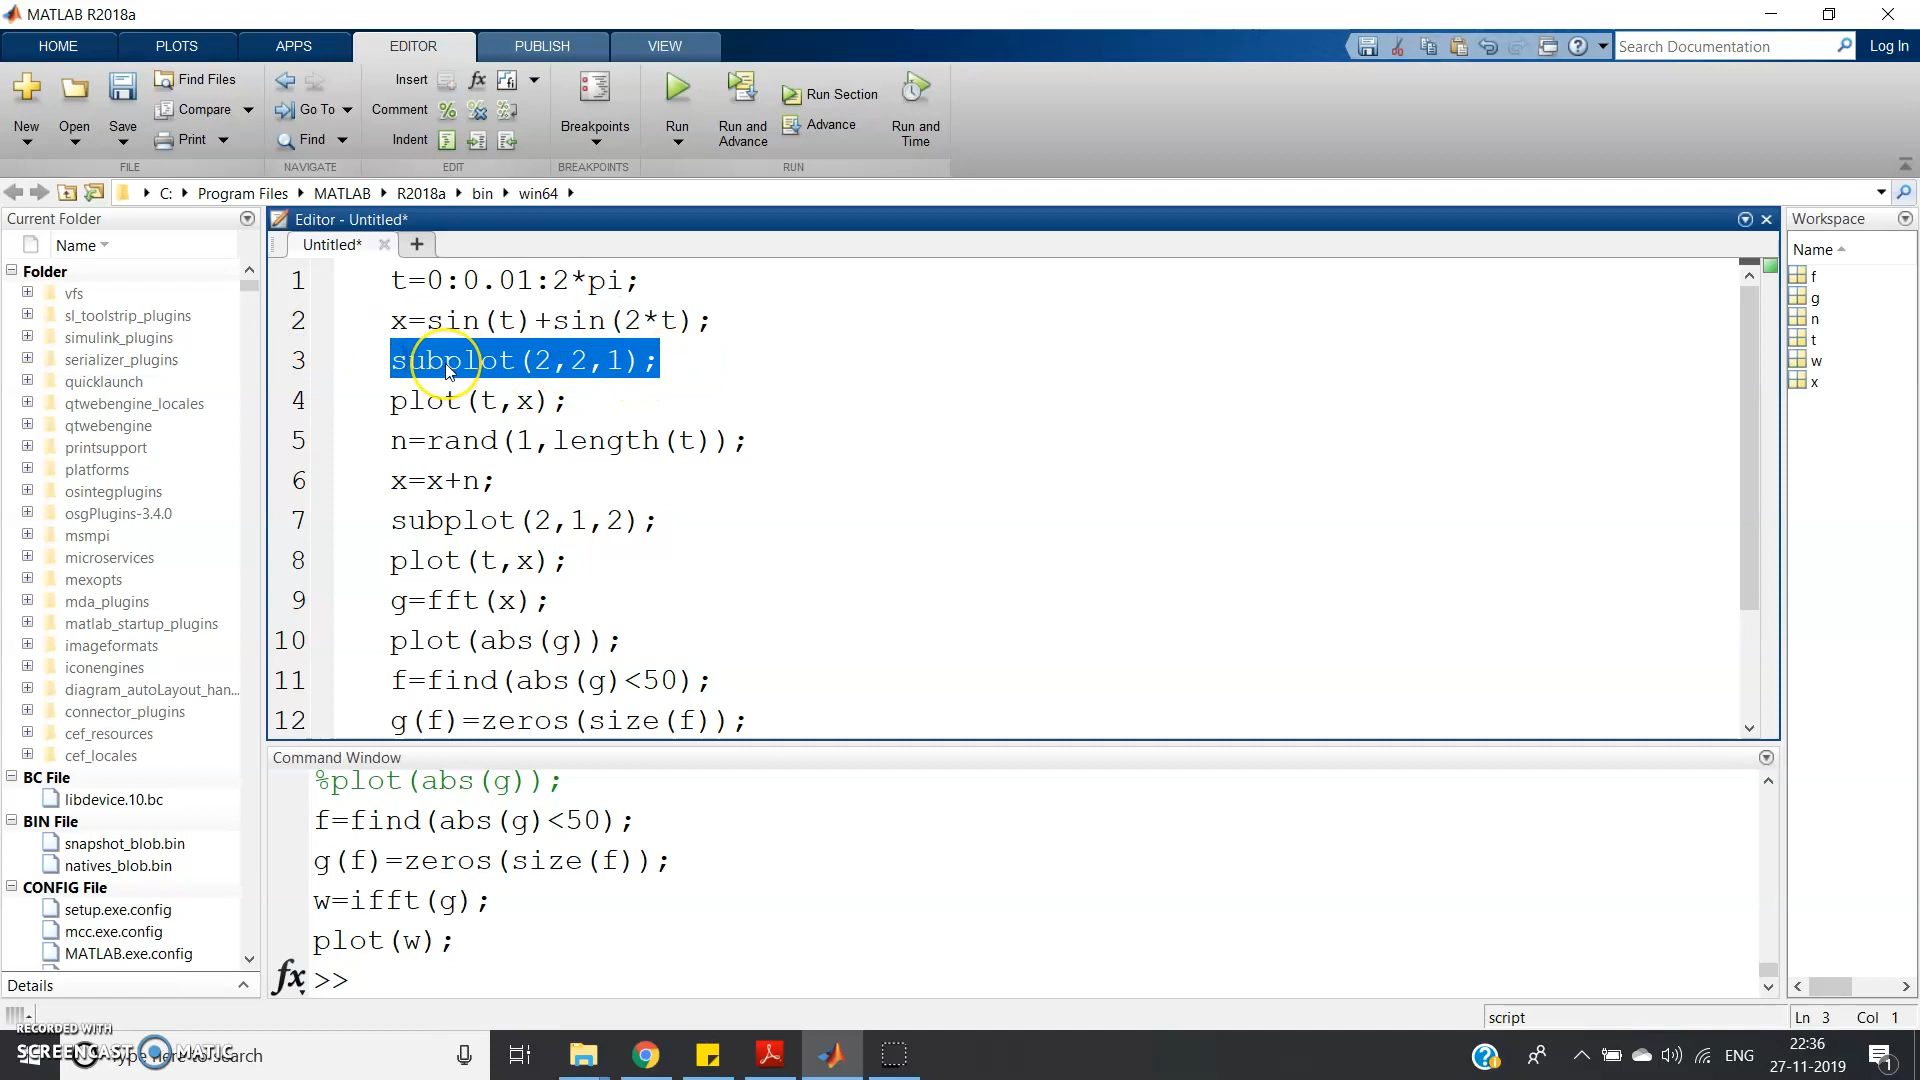 MATLAB R2018a
HOME PLOTS APPS EDITOR PUBLISH VIEW
Search Documentation
Log In
New Open Save
Find Files
Compare
Print
FILE
Go To
Find
NAVIGATE
Insert fx
Comment
Indent
EDIT
Breakpoints
BREAKPOINTS
Run
Run and Advance
Run Section
Advance
Run and Time
RUN
C: Program Files MATLAB R2018a bin win64
Current Folder
Name
Folder
vfs
sl_toolstrip_plugins
simulink_plugins
serializer_plugins
quicklaunch
qtwebengine_locales
qtwebengine
printsupport
platforms
osintegplugins
osgPlugins-3.4.0
msmpi
microservices
mexopts
mda_plugins
matlab_startup_plugins
imageformats
iconengines
diagram_autoLayout_han...
connector_plugins
cef_resources
cef_locales
BC File
libdevice.10.bc
BIN File
snapshot_blob.bin
natives_blob.bin
CONFIG File
setup.exe.config
mcc.exe.config
MATLAB.exe.config
Details
Editor - Untitled*
Untitled*
1 t=0:0.01:2*pi;
2 x=sin(t)+sin(2*t);
3 subplot(2,2,1);
4 plot(t,x);
5 n=rand(1,length(t));
6 x=x+n;
7 subplot(2,1,2);
8 plot(t,x);
9 g=fft(x);
10 plot(abs(g));
11 f=find(abs(g)<50);
12 g(f)=zeros(size(f));
Command Window
%plot(abs(g));
f=find(abs(g)<50);
g(f)=zeros(size(f));
w=ifft(g);
plot(w);
fx >>
Workspace
Name
f
g
n
t
w
x
script
Ln 3 Col 1
RECORDED WITH
SCREENCAST MATIC
Type here to search
ENG
22:36
27-11-2019
1